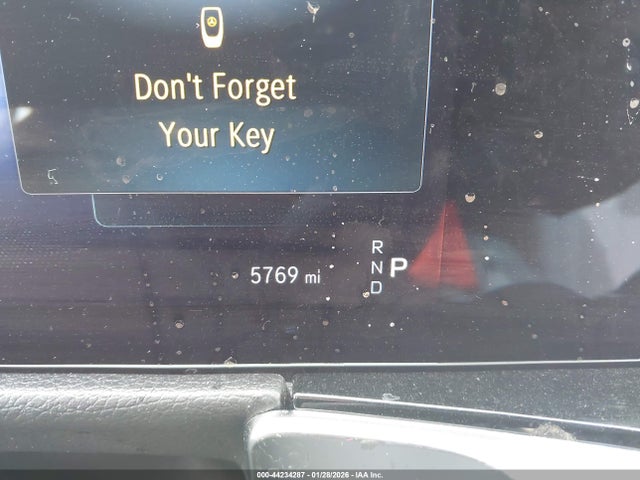 Don't Forget
Your Key
R
5769 mi N P
D
000-44234287 - 01/28/2026 - IAA Inc.